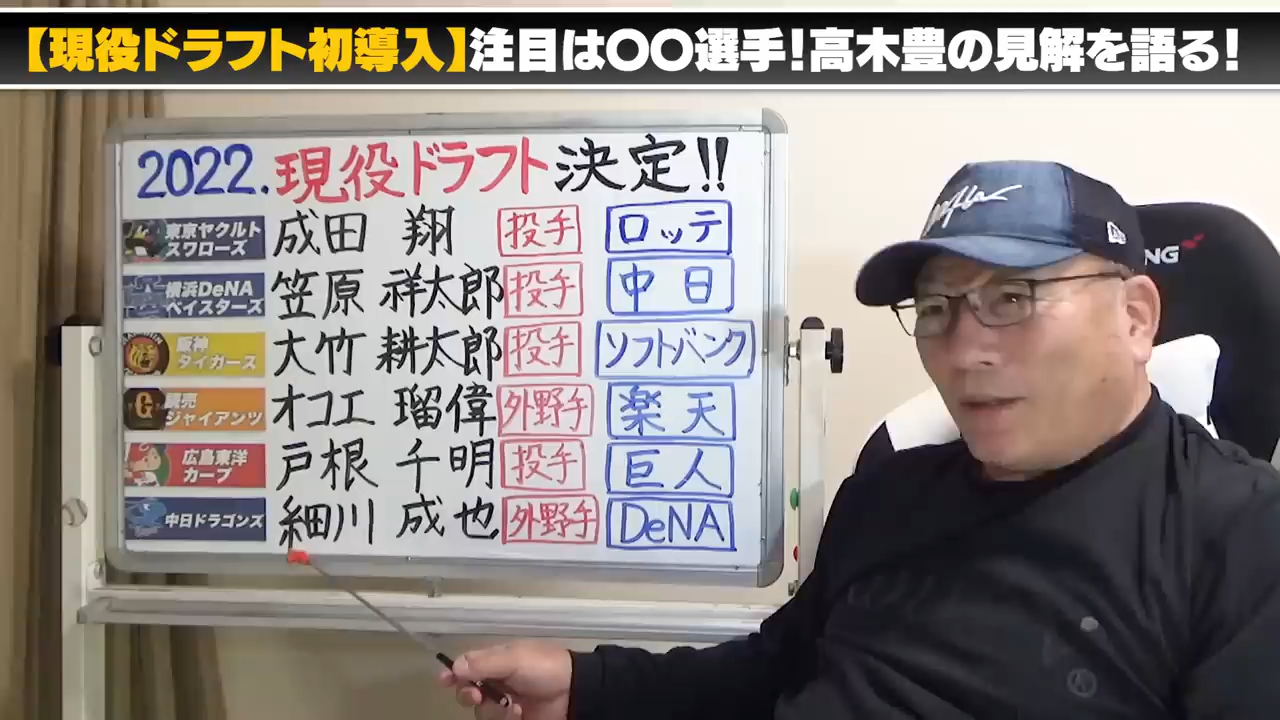 【現役ドラフト初導入】注目は〇〇選手!高木豊の見解を語る!
2022.現役ドラフト決定!!
東京ヤクルトスワローズ 成田 翔 投手 ロッテ
横浜DeNAベイスターズ 笠原 祥太郎 投手 中日
阪神タイガース 大竹 耕太郎 投手 ソフトバンク
読売ジャイアンツ オコエ 瑠偉 外野手 楽天
広島東洋カープ 戸根 千明 投手 巨人
中日ドラゴンズ 細川 成也 外野手 DeNA